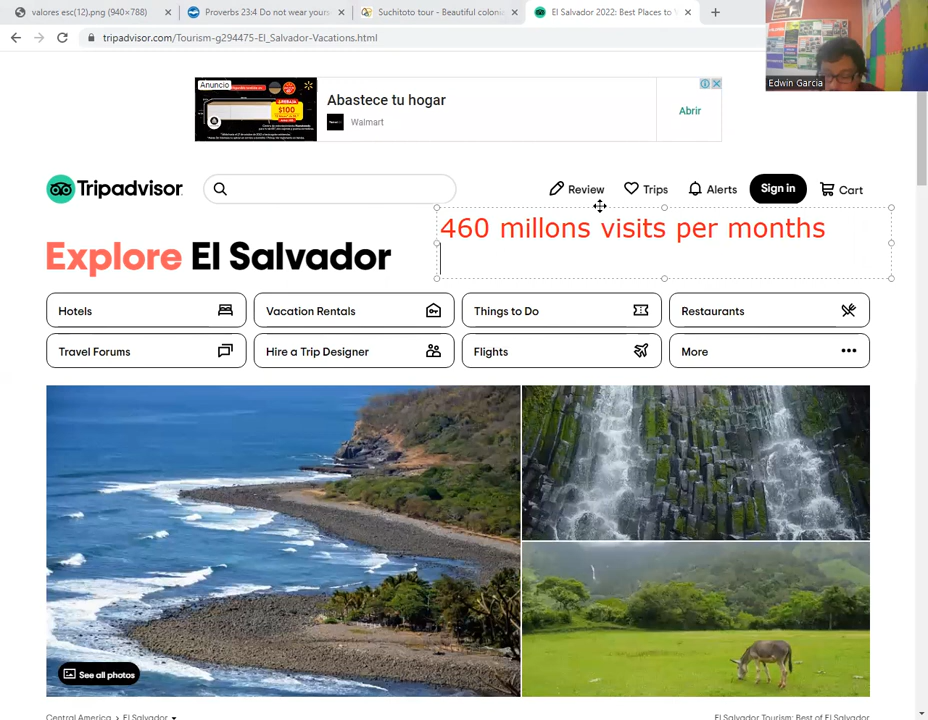 valores esc(12).png (940×788)
Proverbs 23:4 Do not wear yours
Suchitoto tour - Beautiful coloni
El Salvador 2022: Best Places to V
tripadvisor.com/Tourism-g294475-El_Salvador-Vacations.html
Edwin Garcia
Anuncio
$100
Abastece tu hogar
Walmart
Abrir
Tripadvisor
Review
Trips
Alerts
Sign in
Cart
460 millons visits per months
Explore El Salvador
Hotels
Vacation Rentals
Things to Do
Restaurants
Travel Forums
Hire a Trip Designer
Flights
More
See all photos
Central America > El Salvador
El Salvador Tourism: Best of El Salvador